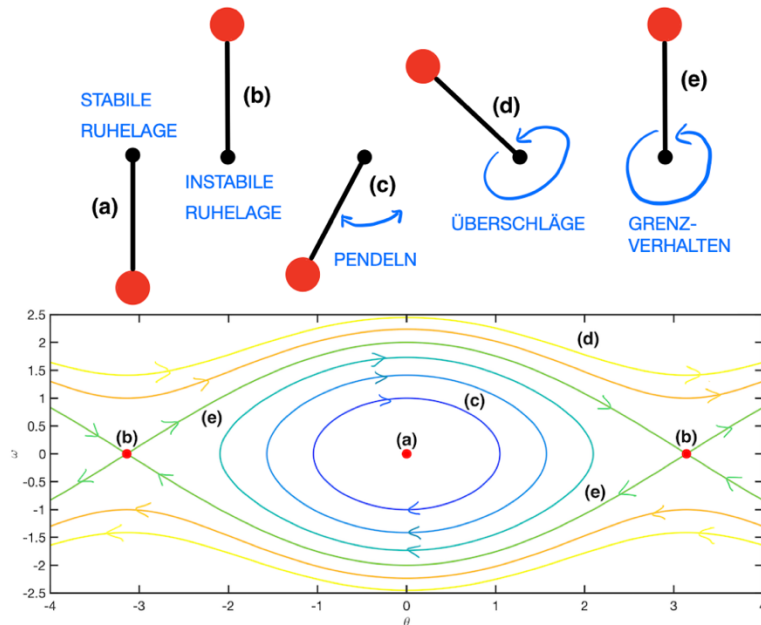 (a)
STABILE
RUHELAGE
(b)
INSTABILE
RUHELAGE
(c)
PENDELN
(d)
ÜBERSCHLÄGE
(e)
GRENZ-
VERHALTEN
2.5
2
1.5
1
0.5
0
-0.5
-1
-1.5
-2
-2.5
ω
(d)
(c)
(e)
(b)
(a)
(b)
(e)
-4
-3
-2
-1
0
1
2
3
4
θ